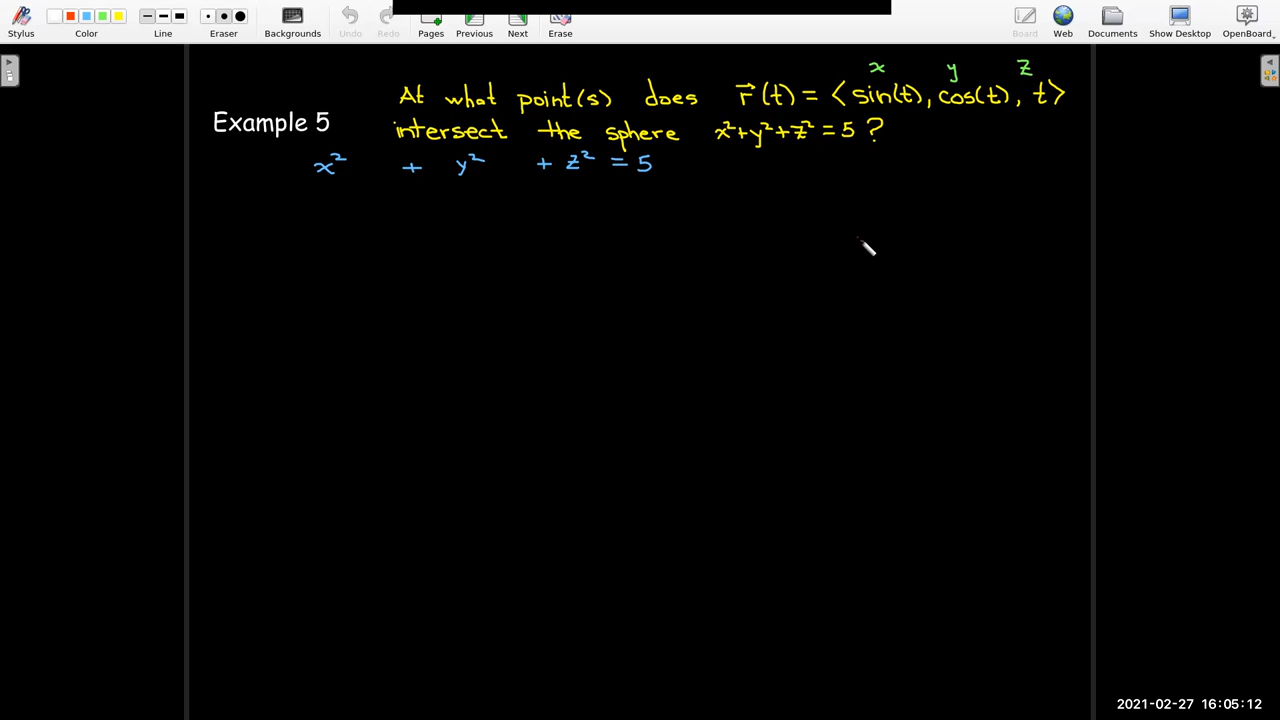 Stylus Color Line Eraser Backgrounds Undo Redo Pages Previous Next Erase Board Web Documents Show Desktop OpenBoard
x y z
At what point(s) does r⃗(t) = ⟨sin(t), cos(t), t⟩
Example 5
intersect the sphere x²+y²+z² = 5 ?
x² + y² + z² = 5
2021-02-27 16:05:12